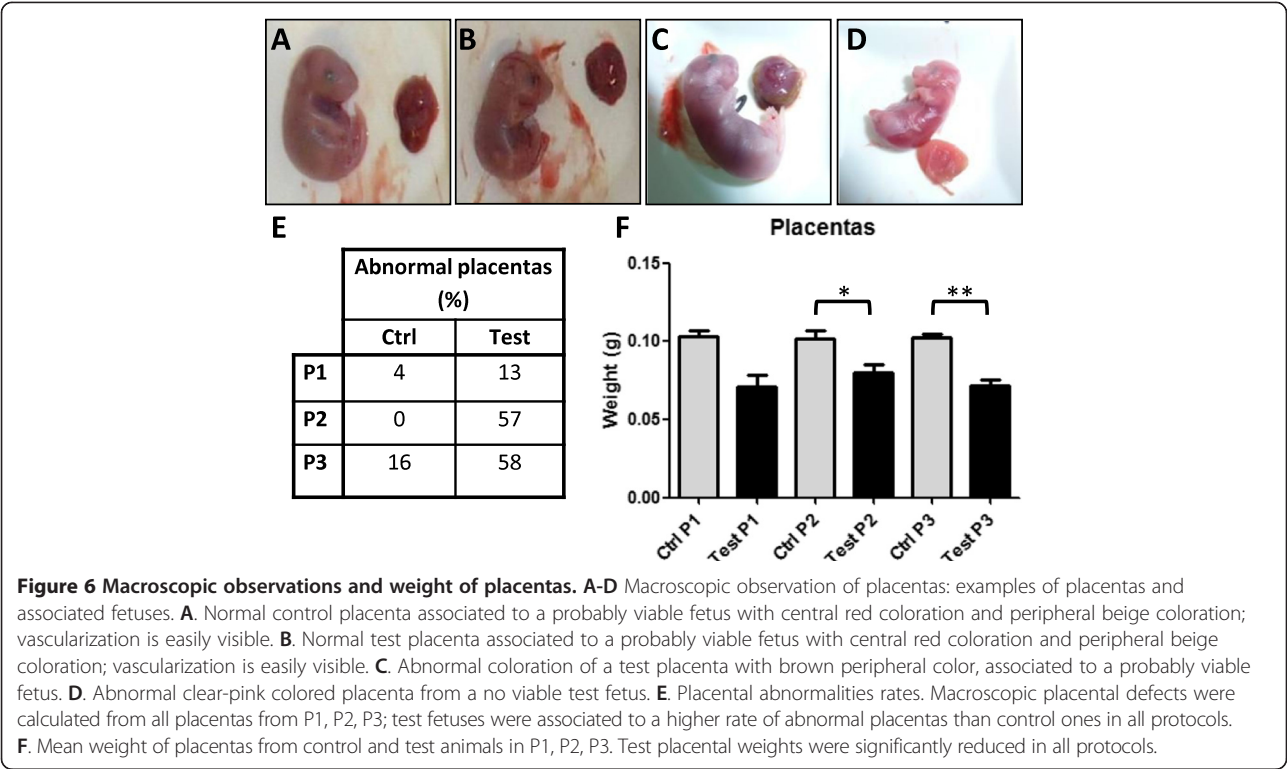 A
B
C
D
E
F
Placentas
Abnormal placentas
(%)
Ctrl Test
P1 4 13
P2 0 57
P3 16 58
Weight (g)
0.15
0.10
0.05
0.00
* **
Ctrl P1 Test P1 Ctrl P2 Test P2 Ctrl P3 Test P3
Figure 6 Macroscopic observations and weight of placentas. A-D Macroscopic observation of placentas: examples of placentas and
associated fetuses. A. Normal control placenta associated to a probably viable fetus with central red coloration and peripheral beige coloration;
vascularization is easily visible. B. Normal test placenta associated to a probably viable fetus with central red coloration and peripheral beige
coloration; vascularization is easily visible. C. Abnormal coloration of a test placenta with brown peripheral color, associated to a probably viable
fetus. D. Abnormal clear-pink colored placenta from a no viable test fetus. E. Placental abnormalities rates. Macroscopic placental defects were
calculated from all placentas from P1, P2, P3; test fetuses were associated to a higher rate of abnormal placentas than control ones in all protocols.
F. Mean weight of placentas from control and test animals in P1, P2, P3. Test placental weights were significantly reduced in all protocols.